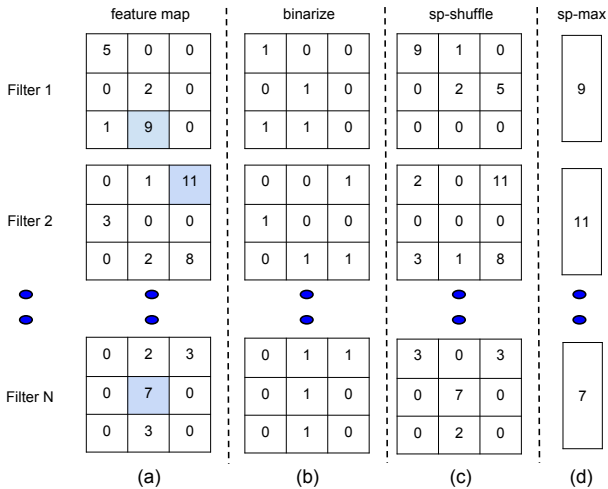 feature map binarize sp-shuffle sp-max
5 0 0 1 0 0 9 1 0
Filter 1 0 2 0 0 1 0 0 2 5 9
1 9 0 1 1 0 0 0 0
0 1 11 0 0 1 2 0 11
Filter 2 3 0 0 1 0 0 0 0 0 11
0 2 8 0 1 1 3 1 8
0 2 3 0 1 1 3 0 3
Filter N 0 7 0 0 1 0 0 7 0 7
0 3 0 0 1 0 0 2 0
(a) (b) (c) (d)